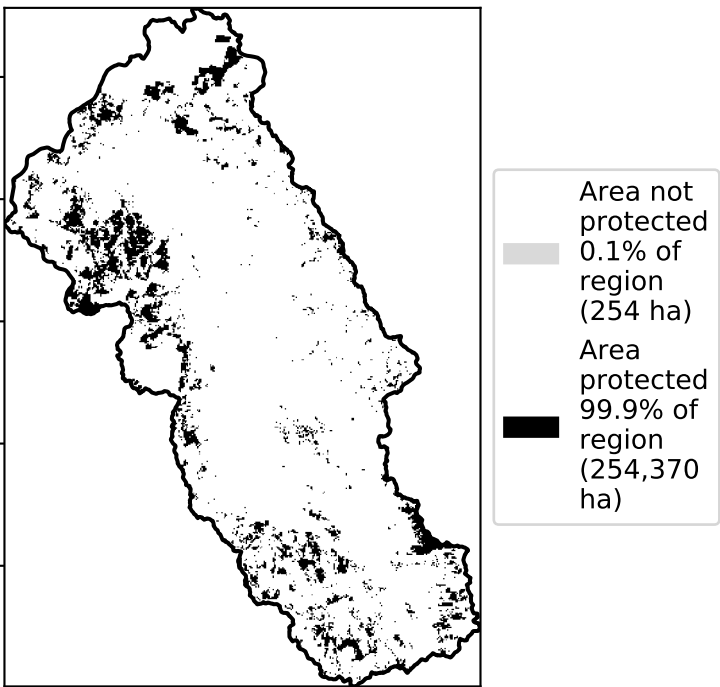 Area not
protected
0.1% of
region
(254 ha)
Area
protected
99.9% of
region
(254,370
ha)